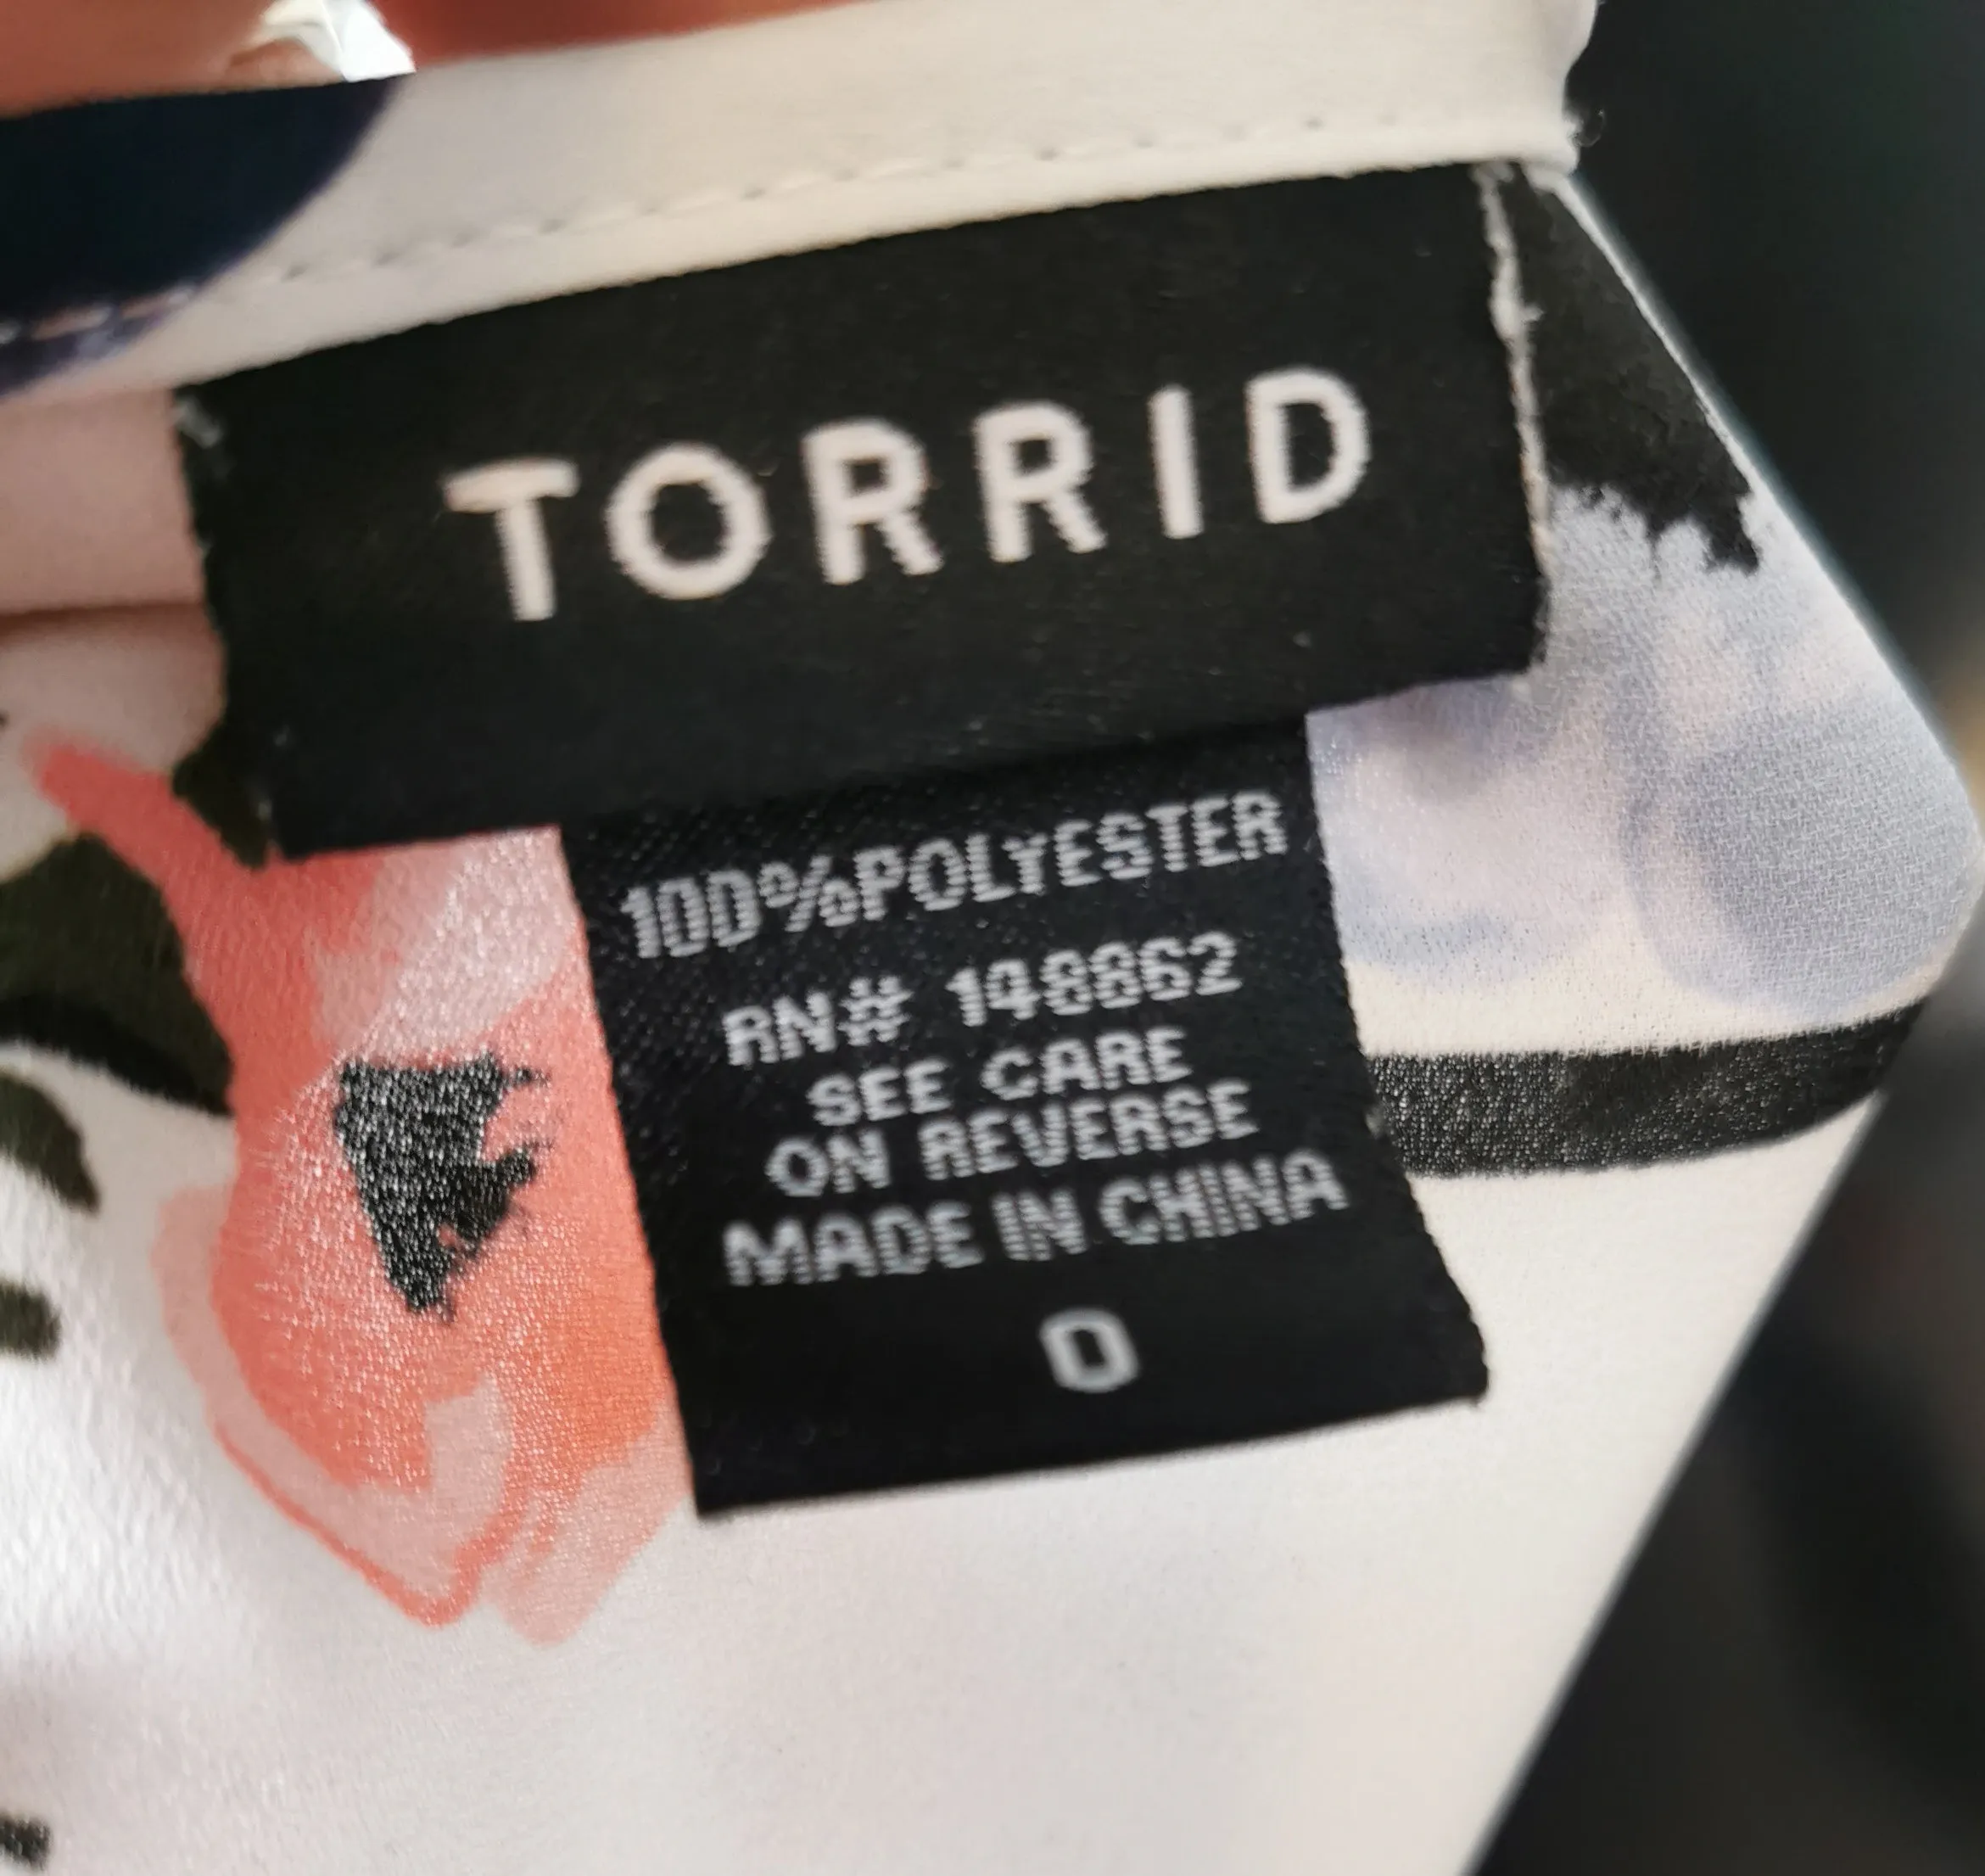 TORRID
100%POLYESTER
RN# 148862
SEE CARE
ON REVERSE
MADE IN CHINA
0